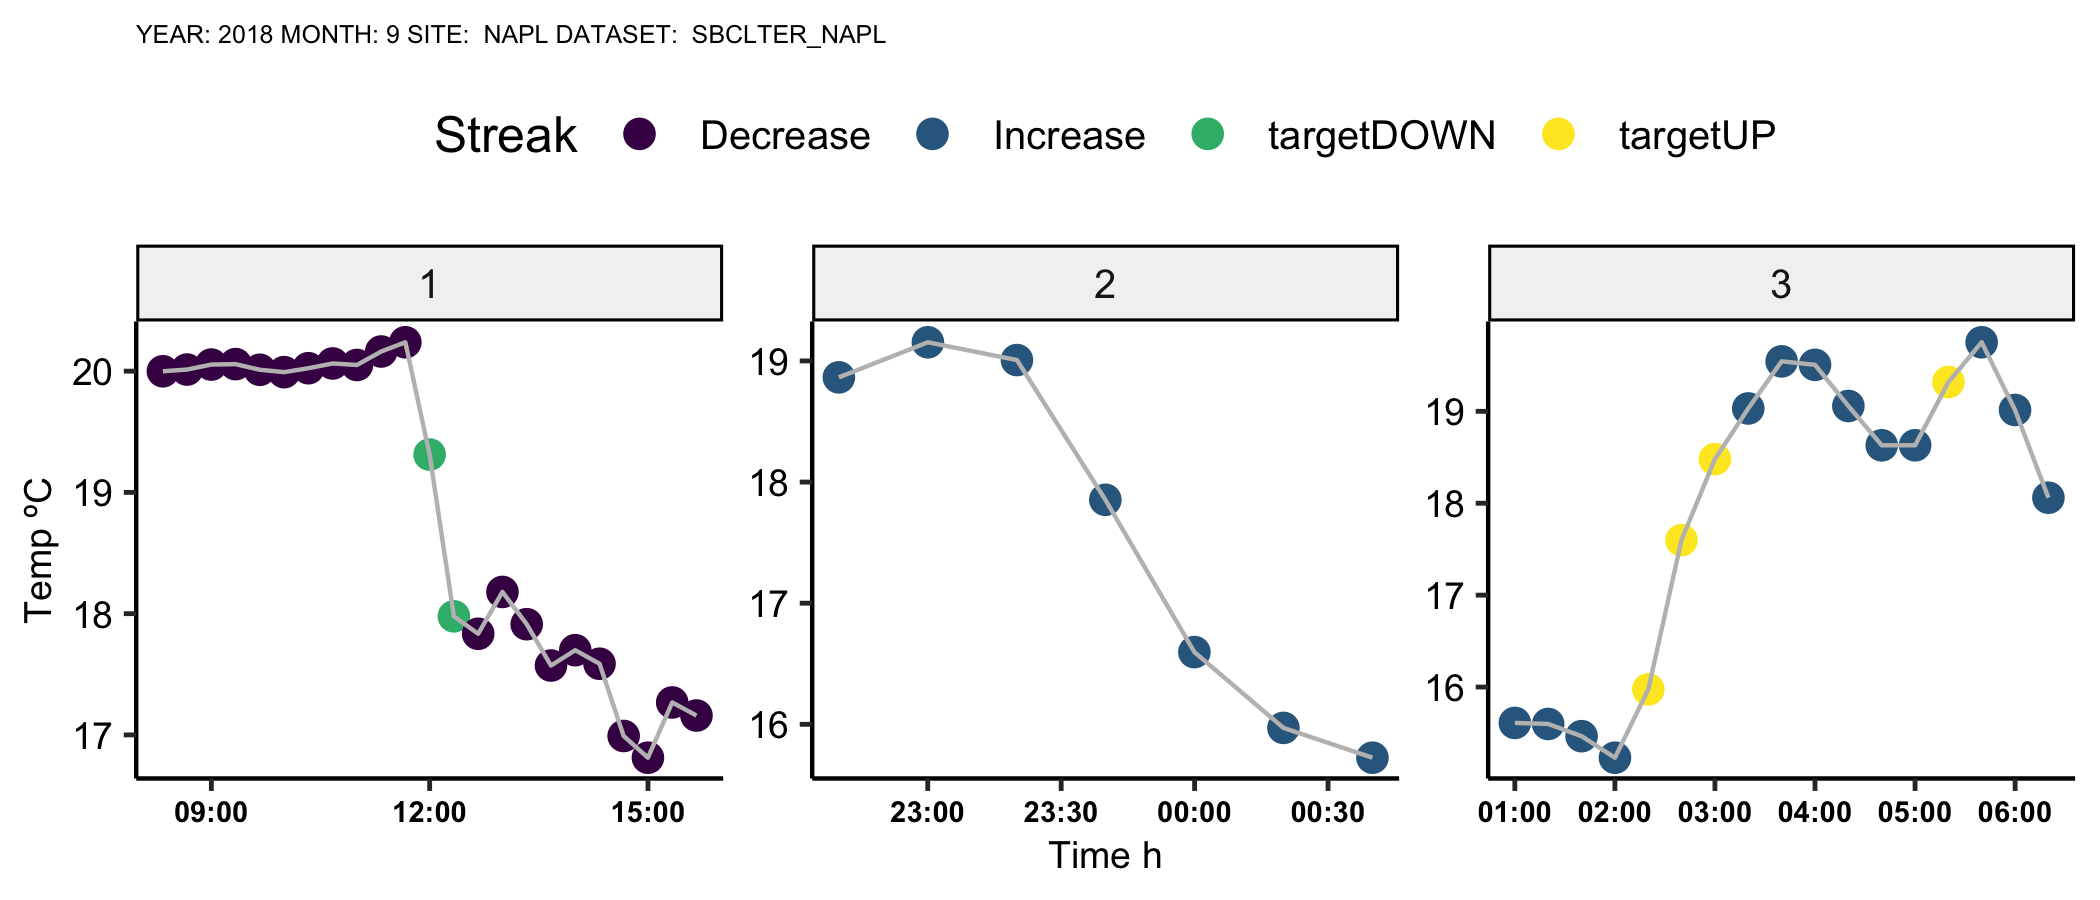 YEAR: 2018 MONTH: 9 SITE:  NAPL DATASET:  SBCLTER_NAPL
Streak Decrease Increase targetDOWN targetUP
1 2 3
20
19
18
17
19
18
17
16
19
18
17
16
Temp ºC
09:00 12:00 15:00 23:00 23:30 00:00 00:30 01:00 02:00 03:00 04:00 05:00 06:00
Time h